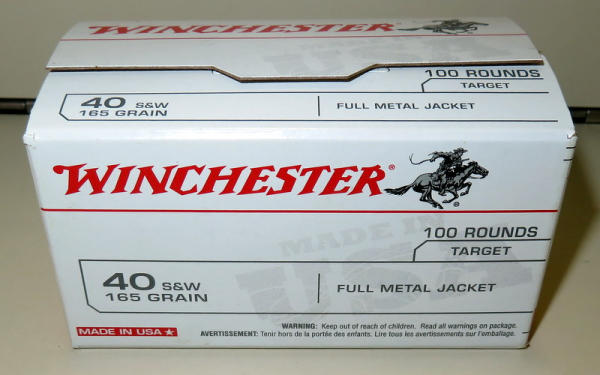 WINCHESTER
USA
100 ROUNDS
TARGET
40 S&W
165 GRAIN
FULL METAL JACKET
WINCHESTER®
MADE IN
USA
100 ROUNDS
TARGET
40 S&W
165 GRAIN
FULL METAL JACKET
MADE IN USA★
WARNING: Keep out of reach of children. Read all warnings on package.
AVERTISSEMENT: Tenir hors de la portée des enfants. Lire tous les avertissements sur l'emballage.